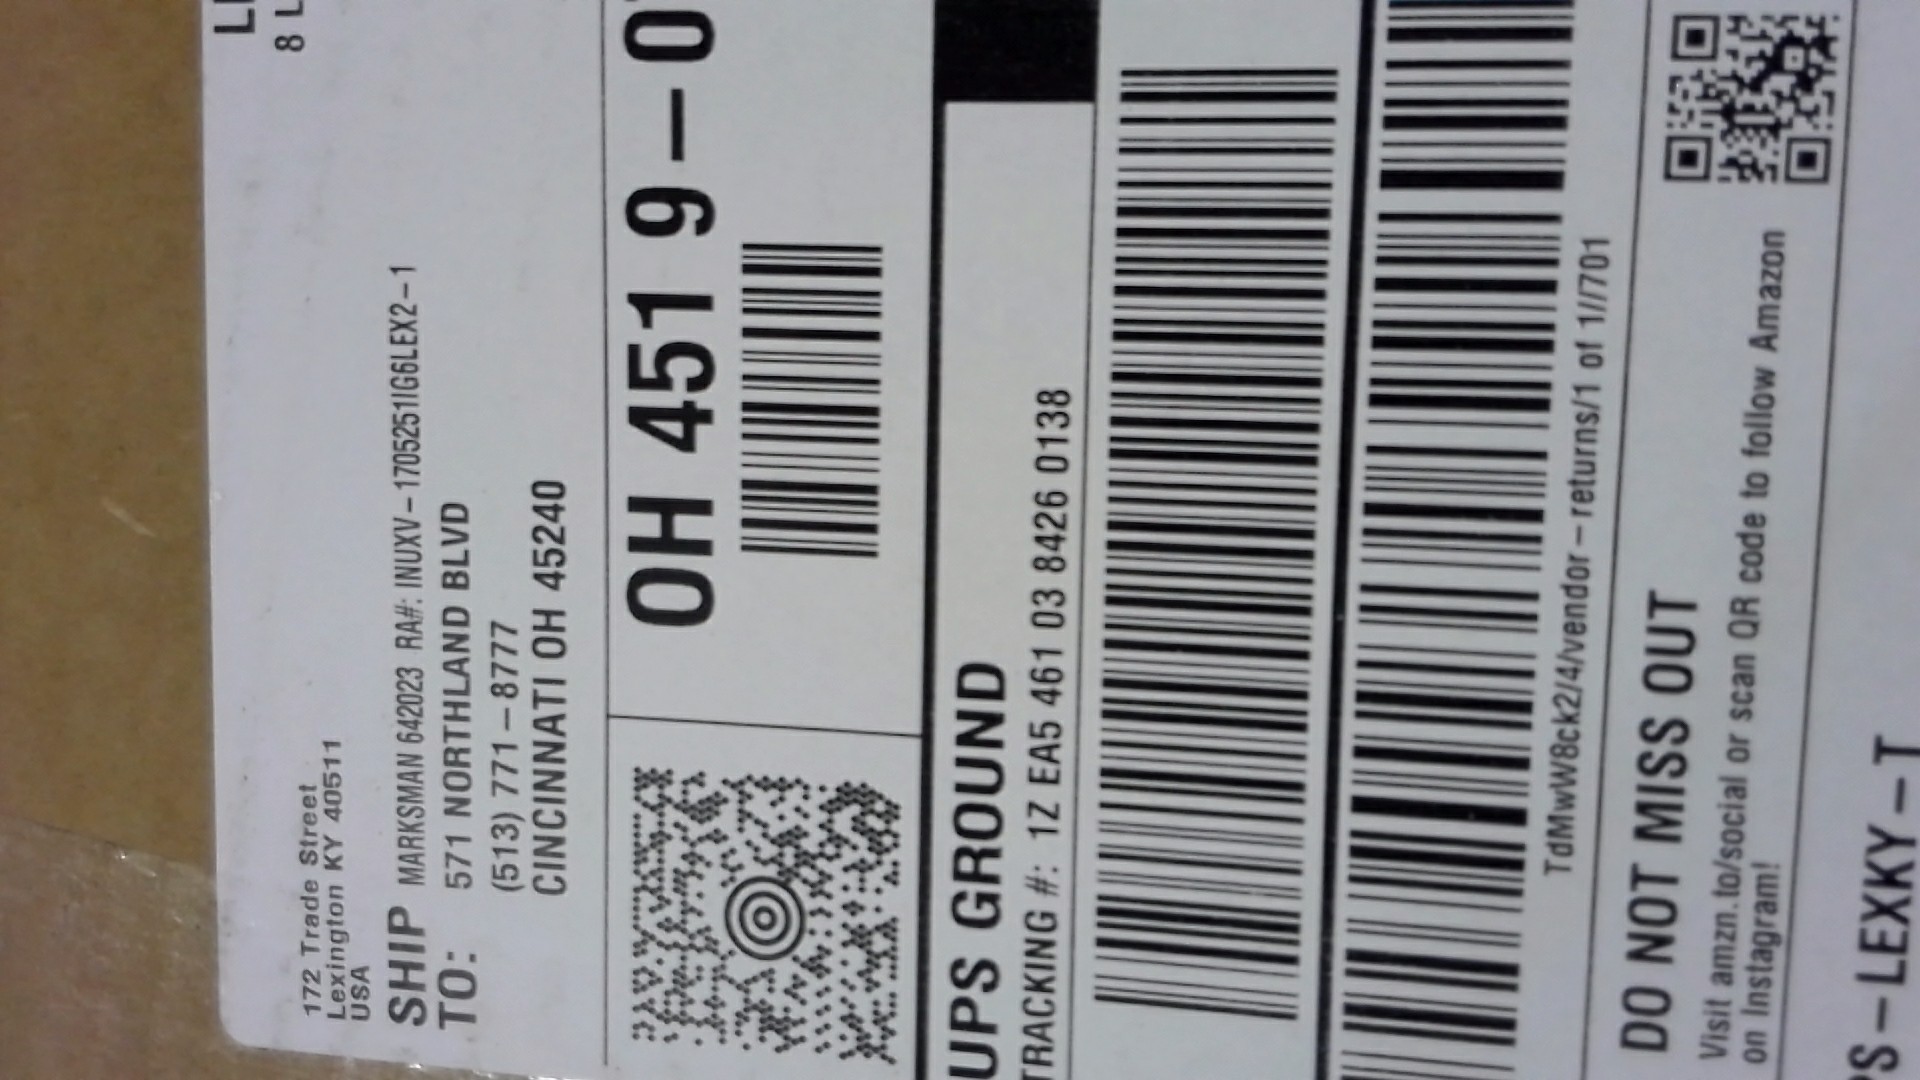 172 Trade Street
Lexington KY 40511
USA
8 L
SHIP
TO:
MARKSMAN 642023 RA#: INUXV-1705251IG6LEX2-1
571 NORTHLAND BLVD
(513) 771-8777
CINCINNATI OH 45240
OH 451 9-0
UPS GROUND
TRACKING #: 1Z EA5 461 03 8426 0138
TdMwW8ck2/4/vendor-returns/1 of 1//701
DO NOT MISS OUT
Visit amzn.to/social or scan QR code to follow Amazon
on Instagram!
S-LEXKY-T